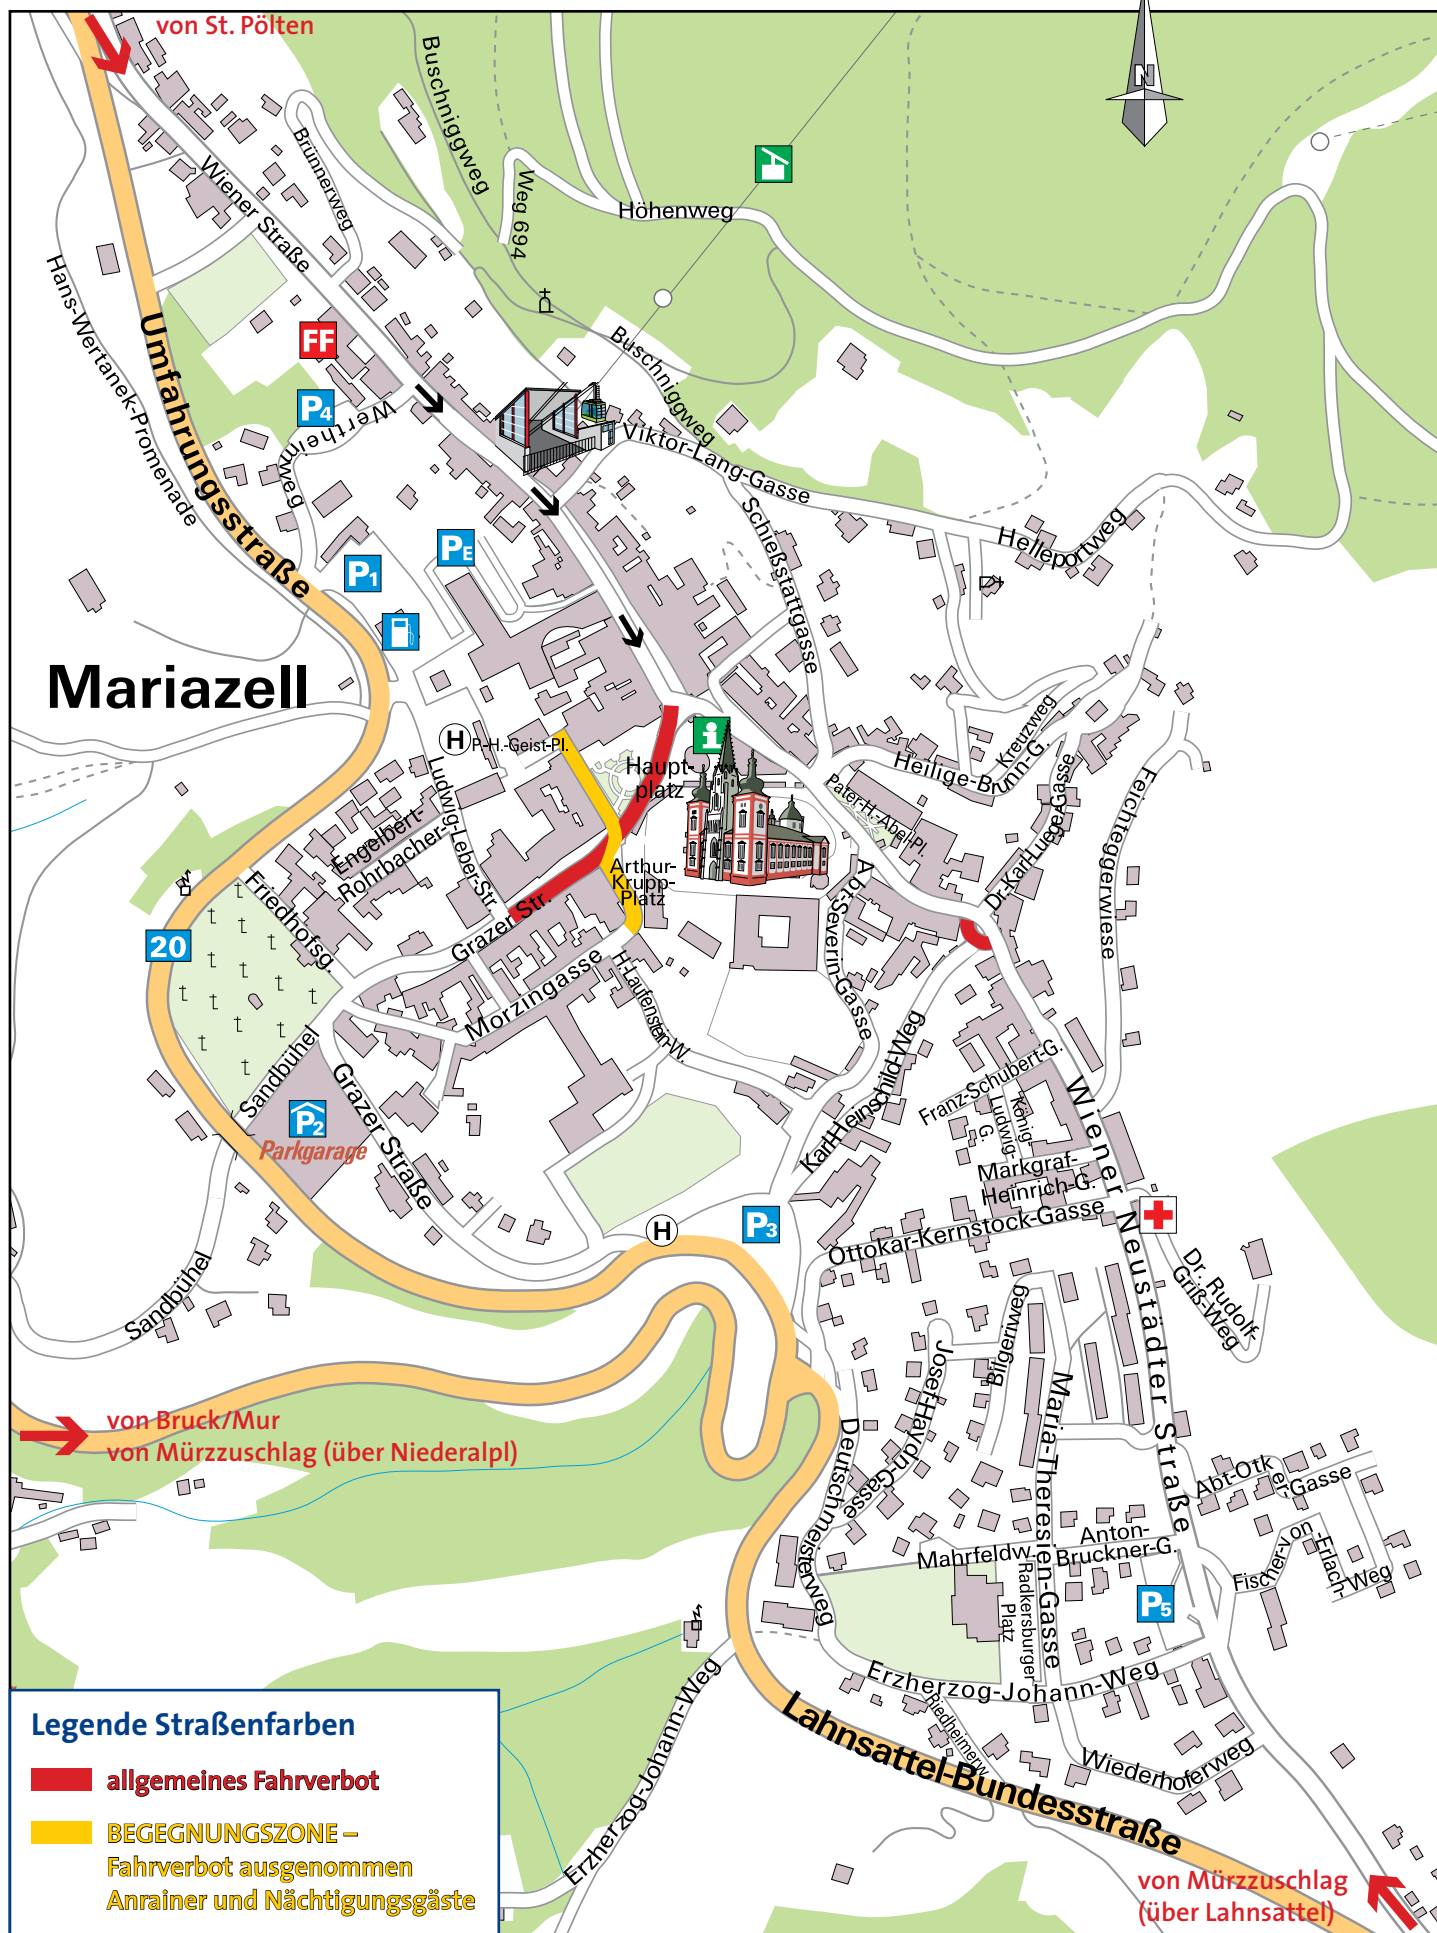 von St. Pölten
N
Buschniggweg
Brünnerweg
Wiener Straße
Weg 694
Höhenweg
Hans-Wertanek-Promenade
Umfahrungsstraße
FF
P4
Wertheimweg
Buschniggweg
Viktor-Lang-Gasse
Schießstattgasse
Helleportweg
P1
PE
Mariazell
H
P.-H.-Geist-Pl.
i
Haupt-
platz
Heilige-Brunn-G.
Kreuzweg
Pater-H.-Abel-Pl.
Dr.-Karl-Lueger-Gasse
Feichteggerwiese
Ludwig-Leber-Str.
Engelbert-
Rohrbacher-
Arthur-
Krupp-
Platz
Abt-Severin-Gasse
Friedhofsg.
Grazer Str.
20
Morzingasse
H.-Laufenstein-W.
Karl-Heinschild-Weg
Sandbühel
P2
Parkgarage
Grazer Straße
Franz-Schubert-G.
König-
Ludwig-
G.
Markgraf-
Heinrich-G.
Wiener Neustädter Straße
H
P3
Ottokar-Kernstock-Gasse
Dr. Rudolf-
Griß-Weg
Sandbühel
Josef-Haydn-Gasse
Bilgeriweg
Maria-Theresien-Gasse
Deutschmeisterweg
von Bruck/Mur
von Mürzzuschlag (über Niederalpl)
Abt-Otker-Gasse
Mahrfeldw.
Anton-
Bruckner-G.
Fischer-von-Erlach-Weg
Radkersburger
Platz
P5
Erzherzog-Johann-Weg
Riedheimerw.
Wiederhoferweg
Erzherzog-Johann-Weg
Lahnsattel-Bundesstraße
von Mürzzuschlag
(über Lahnsattel)
Legende Straßenfarben
allgemeines Fahrverbot
BEGEGNUNGSZONE –
Fahrverbot ausgenommen
Anrainer und Nächtigungsgäste